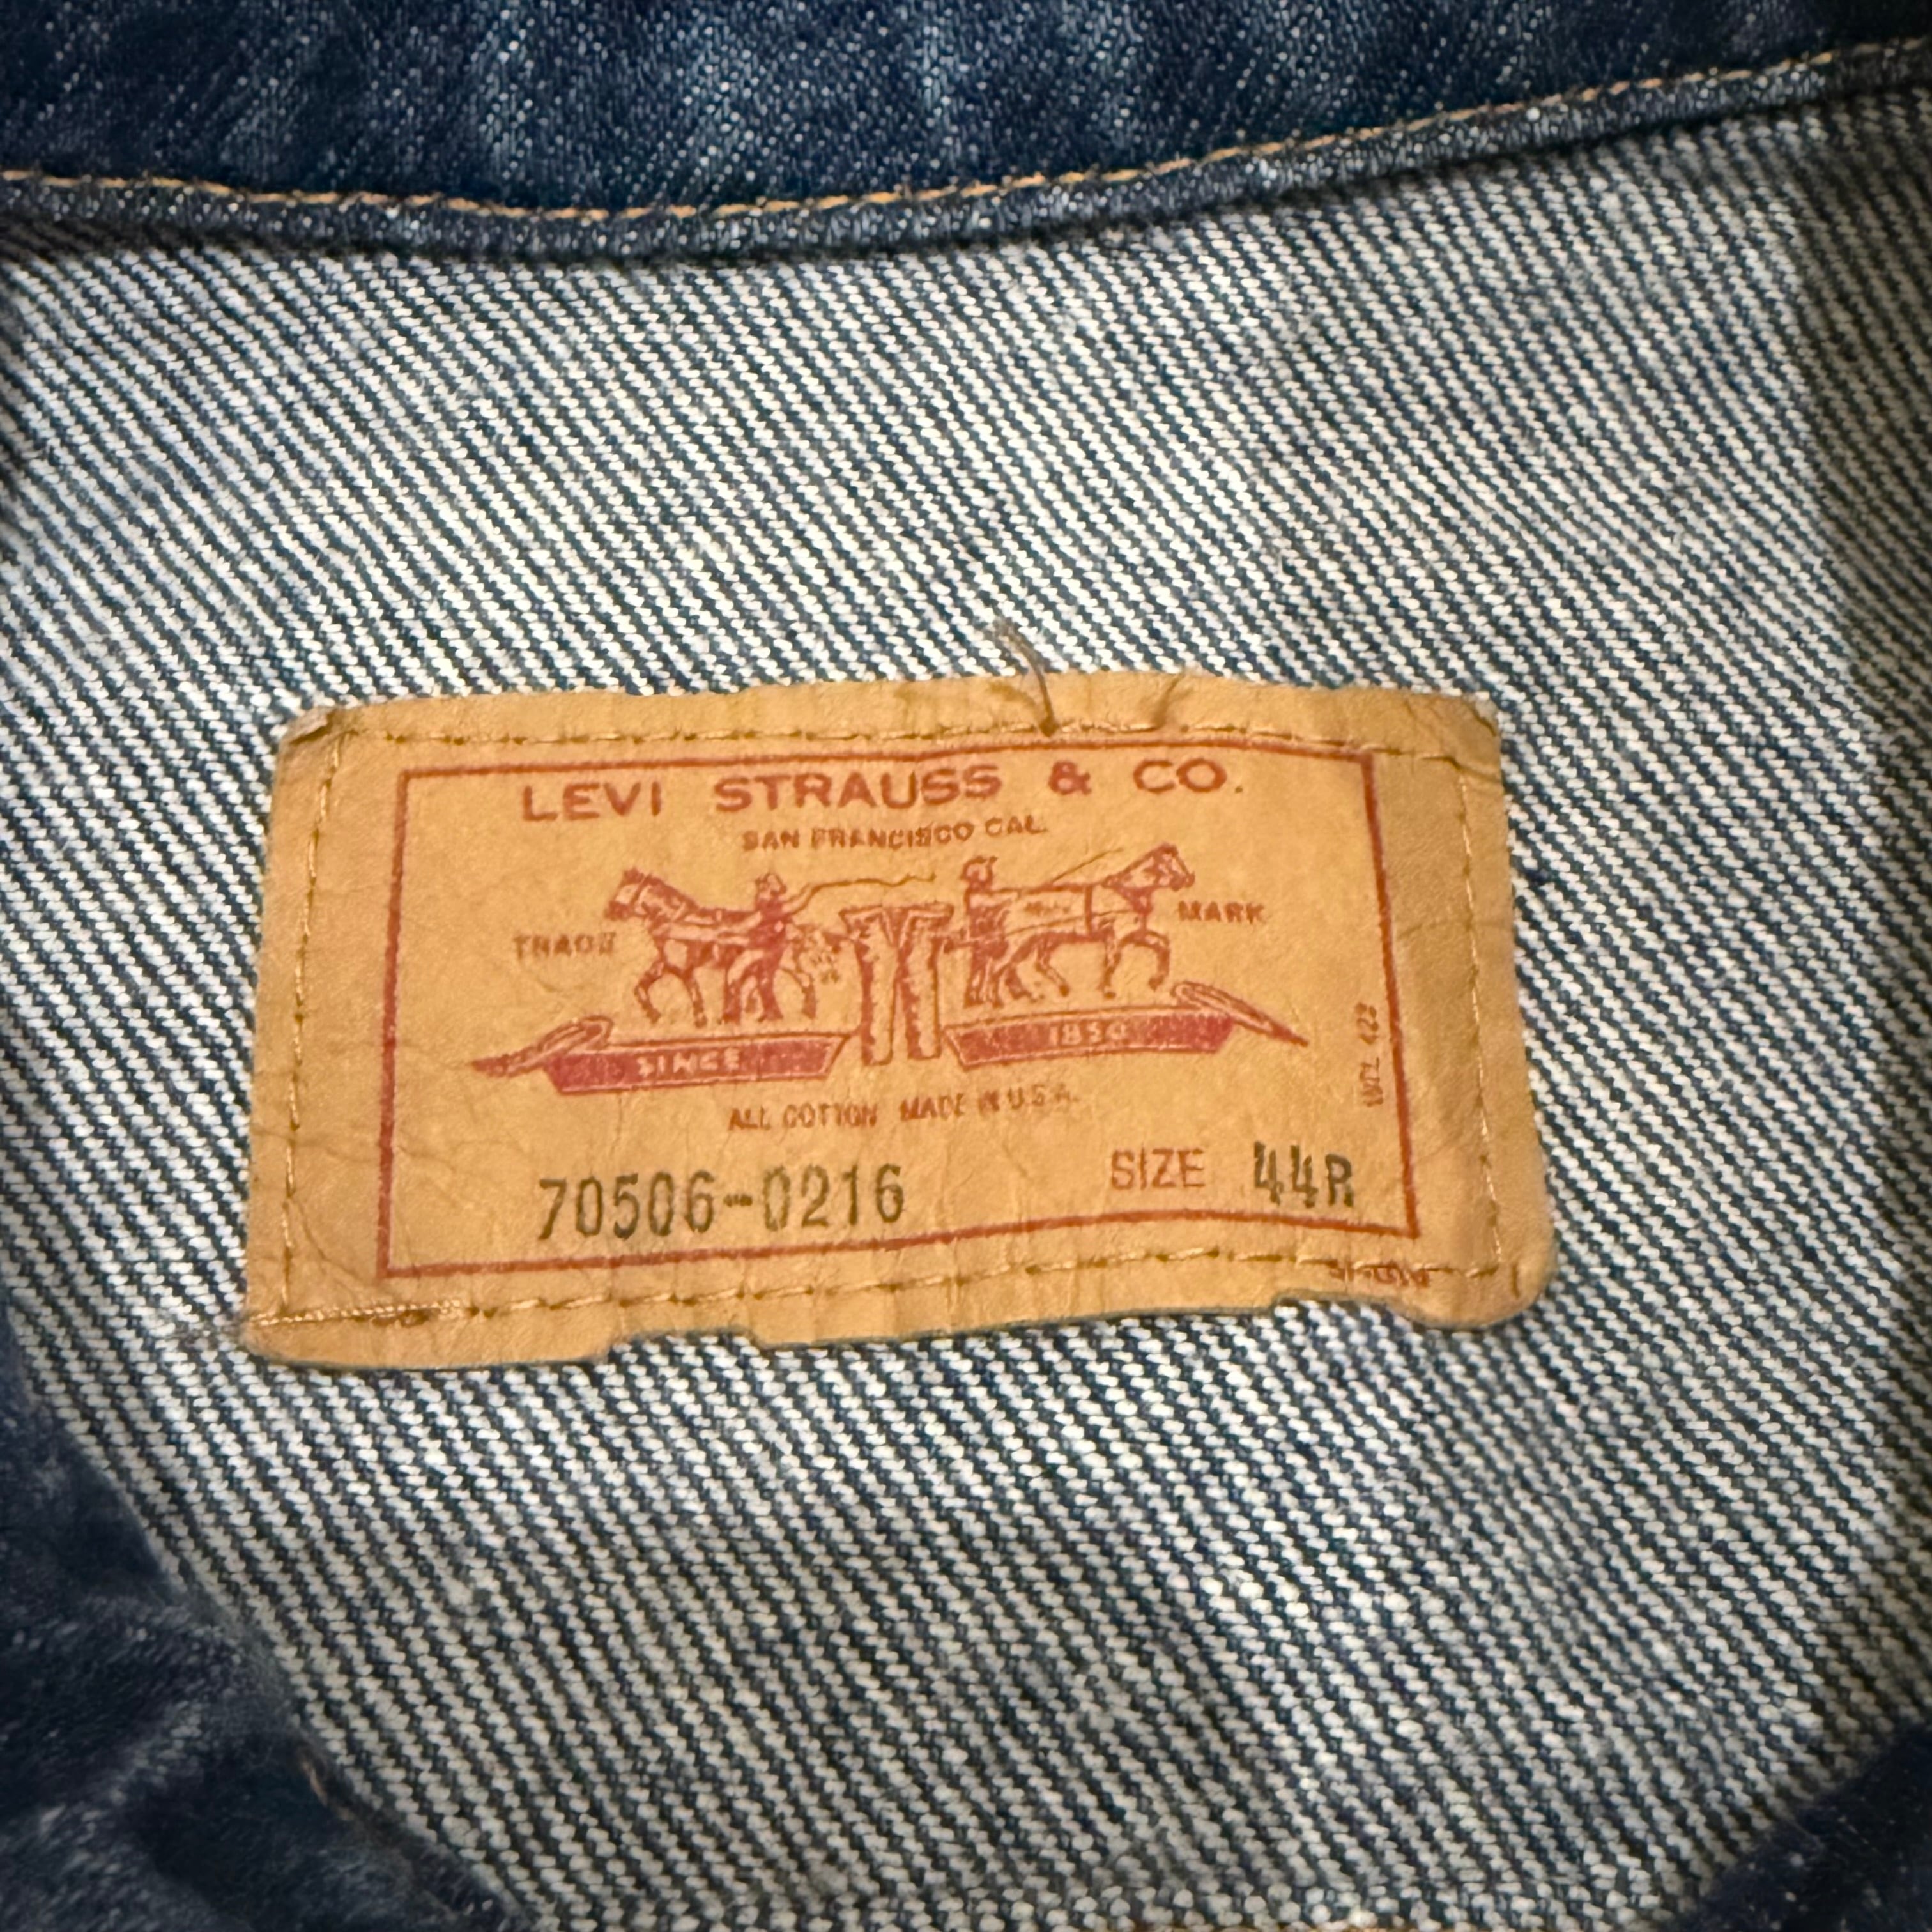 LEVI STRAUSS & CO.
SAN FRANCISCO CAL.
TRADE MARK
SINCE 1850
ALL COTTON MADE IN U.S.A.
70506-0216 SIZE 44R